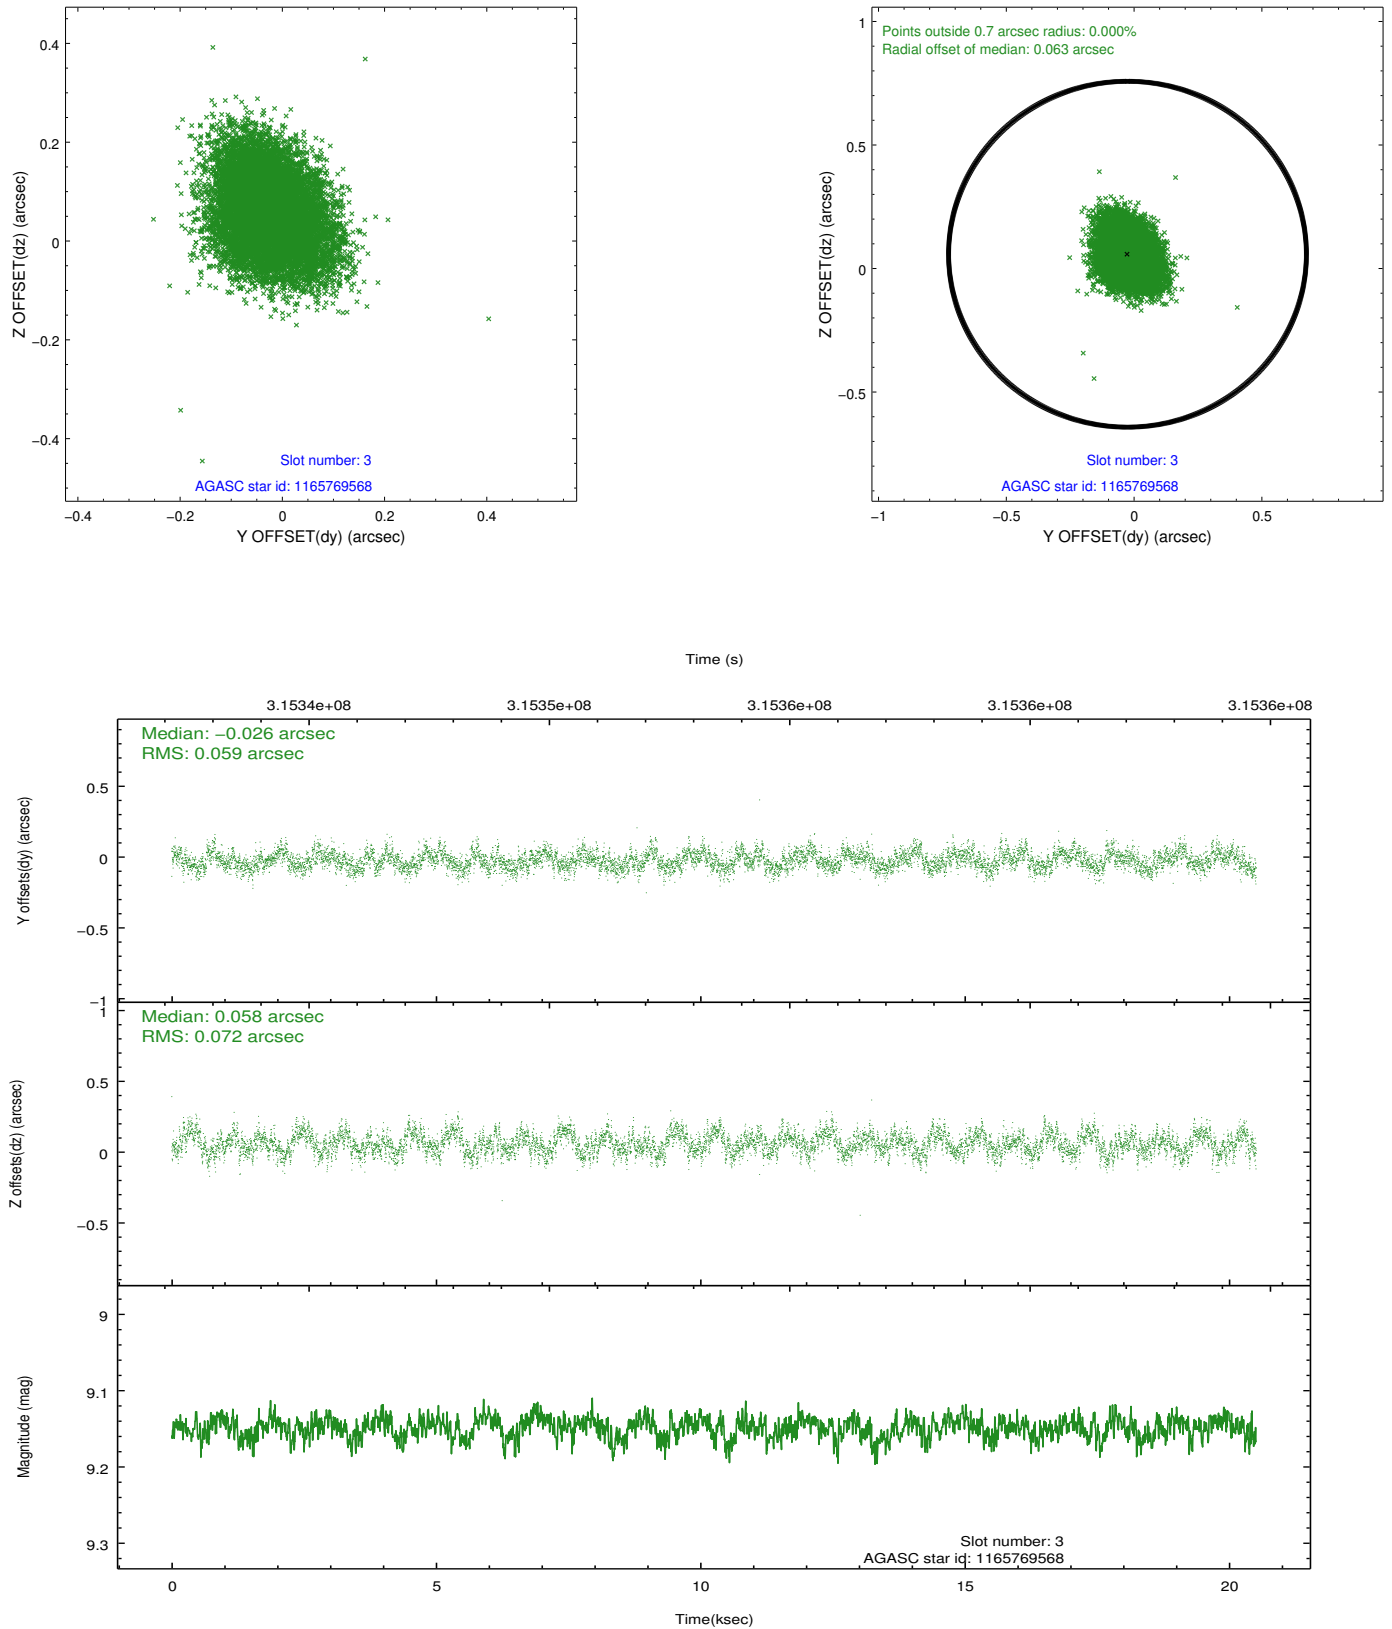 0.4
0.2
0
−0.2
−0.4
Z OFFSET(dz) (arcsec)
Slot number: 3
AGASC star id: 1165769568
−0.4 −0.2 0 0.2 0.4
Y OFFSET(dy) (arcsec)
Points outside 0.7 arcsec radius: 0.000%
Radial offset of median: 0.063 arcsec
1
0.5
0
−0.5
Z OFFSET(dz) (arcsec)
Slot number: 3
AGASC star id: 1165769568
−1 −0.5 0 0.5
Y OFFSET(dy) (arcsec)
Time (s)
3.1534e+08 3.1535e+08 3.1536e+08 3.1536e+08 3.1536e+08
Median: −0.026 arcsec
RMS: 0.059 arcsec
0.5
0
−0.5
−1
Y offsets(dy) (arcsec)
Median: 0.058 arcsec
RMS: 0.072 arcsec
1
0.5
0
−0.5
Z offsets(dz) (arcsec)
9
9.1
9.2
9.3
Magnitude (mag)
Slot number: 3
AGASC star id: 1165769568
0 5 10 15 20
Time(ksec)